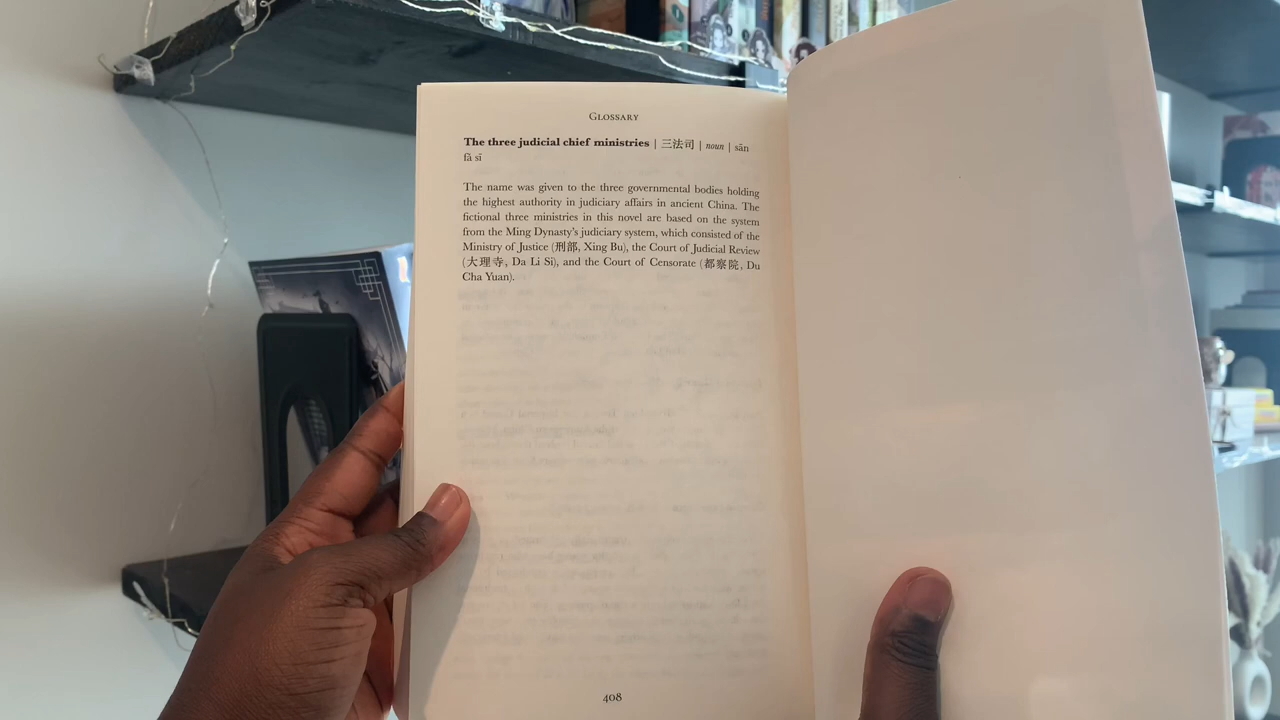 GLOSSARY
The three judicial chief ministries | 三法司 | noun | sān
fǎ sī
The name was given to the three governmental bodies holding
the highest authority in judiciary affairs in ancient China. The
fictional three ministries in this novel are based on the system
from the Ming Dynasty's judiciary system, which consisted of the
Ministry of Justice (刑部, Xing Bu), the Court of Judicial Review
(大理寺, Da Li Si), and the Court of Censorate (都察院, Du
Cha Yuan).
408